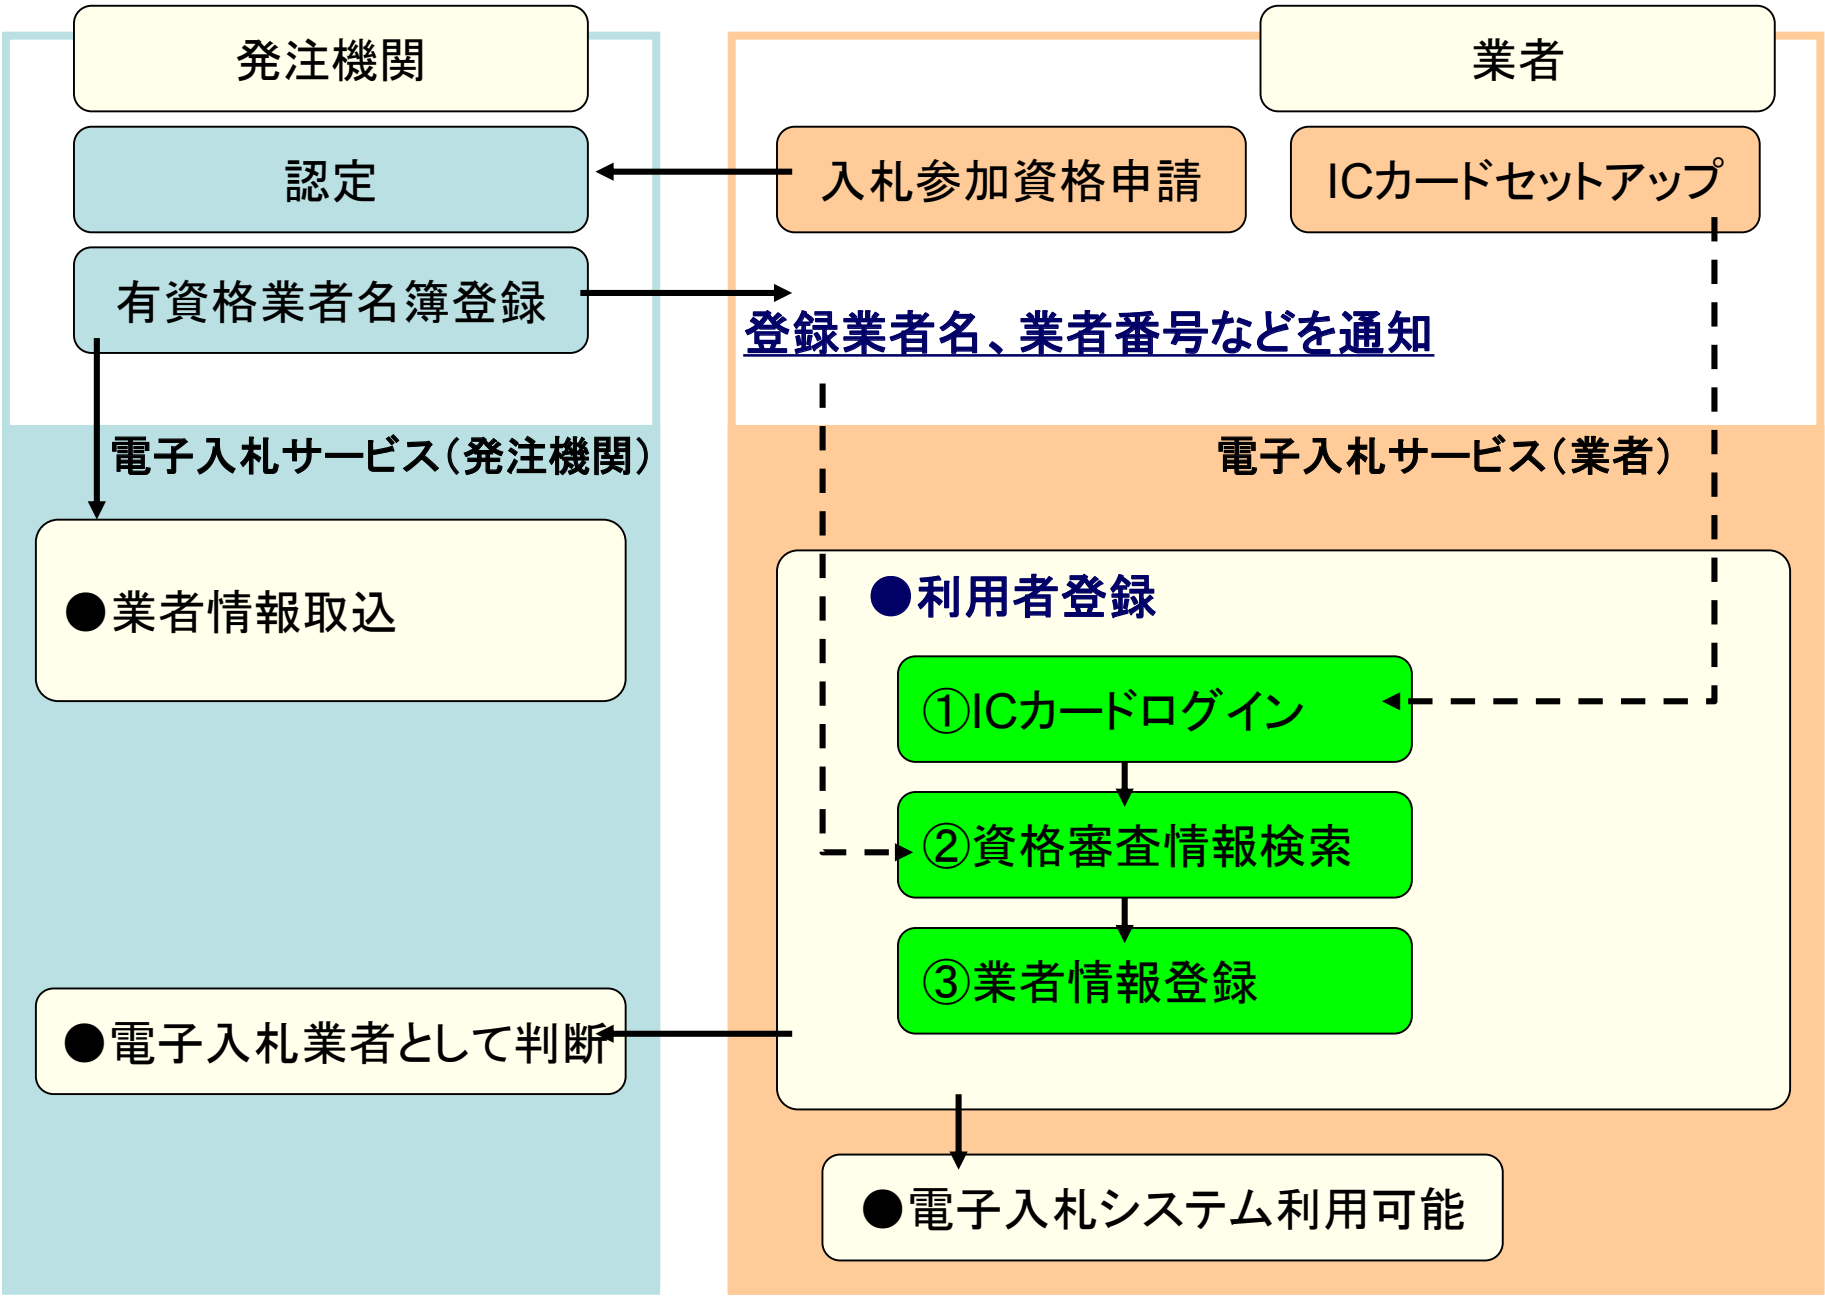 発注機関
業者
認定
入札参加資格申請
ICカードセットアップ
有資格業者名簿登録
登録業者名、業者番号などを通知
電子入札サービス(発注機関)
電子入札サービス(業者)
●業者情報取込
●利用者登録
①ICカードログイン
②資格審査情報検索
③業者情報登録
●電子入札業者として判断
●電子入札システム利用可能